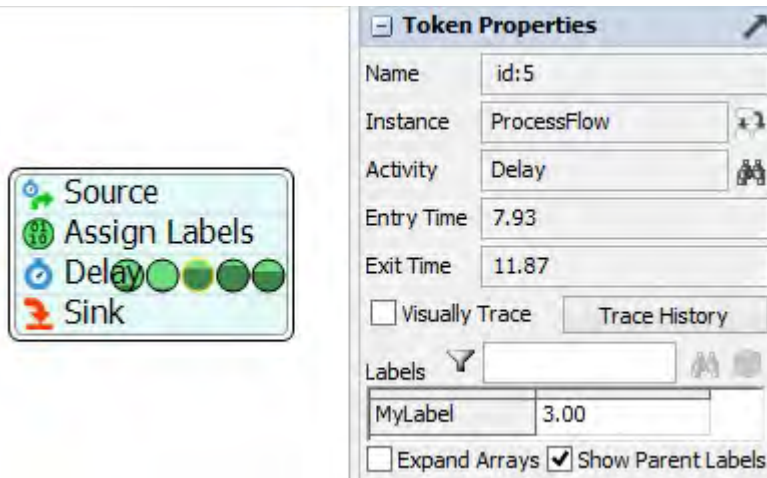 Source
Assign Labels
Delay
Sink
Token Properties
Name id:5
Instance ProcessFlow
Activity Delay
Entry Time 7.93
Exit Time 11.87
Visually Trace Trace History
Labels
MyLabel 3.00
Expand Arrays Show Parent Labels